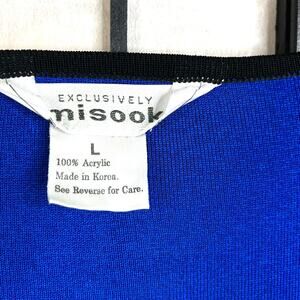 EXCLUSIVELY
misook
L
100% Acrylic
Made in Korea.
See Reverse for Care.